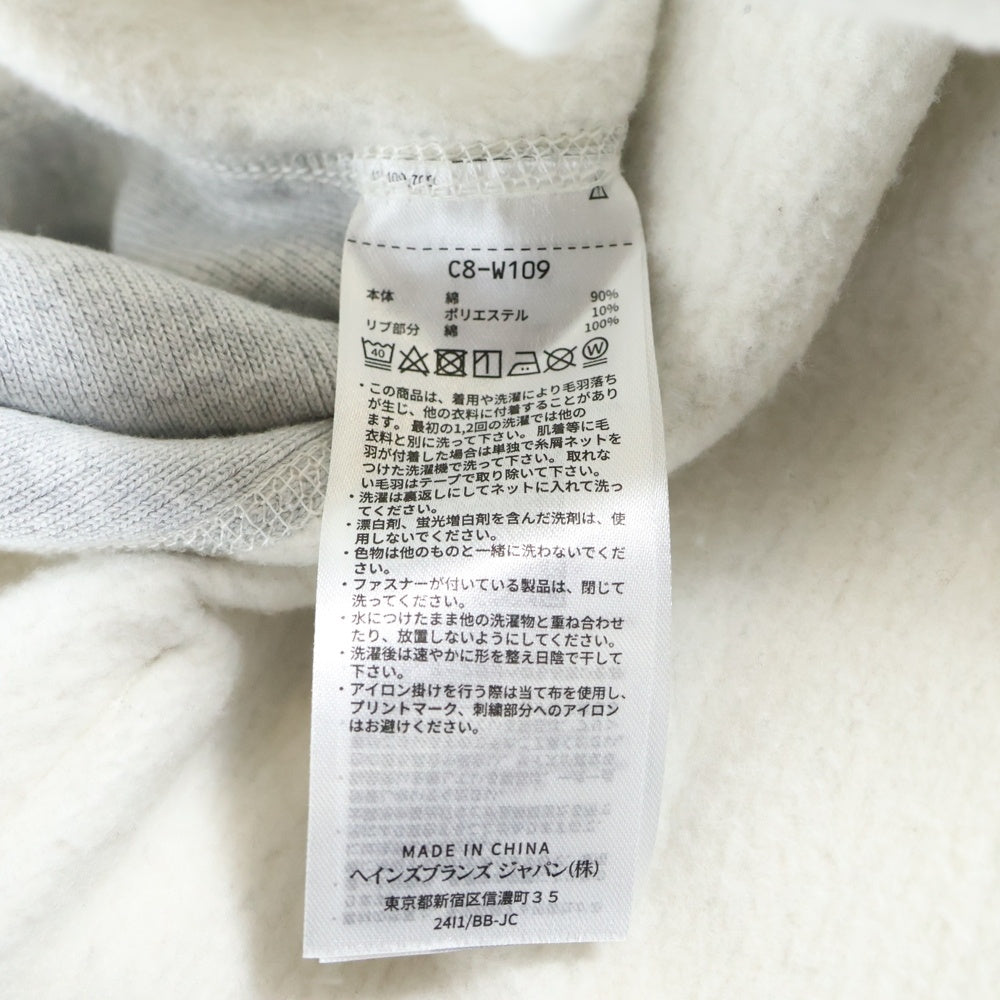 C8-W109
本体 綿 90%
ポリエステル 10%
リブ部分 綿 100%
40 W
・この商品は、着用や洗濯により毛羽落ち
が生じ、他の衣料に付着することがあり
ます。最初の1,2回の洗濯では他の
衣料と別に洗って下さい。肌着等に毛
羽が付着した場合は単独で糸屑ネットを
つけた洗濯機で洗って下さい。取れな
い毛羽はテープで取り除いて下さい。
・洗濯は裏返しにしてネットに入れて洗っ
てください。
・漂白剤、蛍光増白剤を含んだ洗剤は、使
用しないでください。
・色物は他のものと一緒に洗わないでくだ
さい。
・ファスナーが付いている製品は、閉じて
洗ってください。
・水につけたまま他の洗濯物と重ね合わせ
たり、放置しないようにしてください。
・洗濯後は速やかに形を整え日陰で干して
下さい。
・アイロン掛けを行う際は当て布を使用し、
プリントマーク、刺繍部分へのアイロン
はお避けください。
MADE IN CHINA
ヘインズブランズ ジャパン(株)
東京都新宿区信濃町３５
24I1/BB-JC